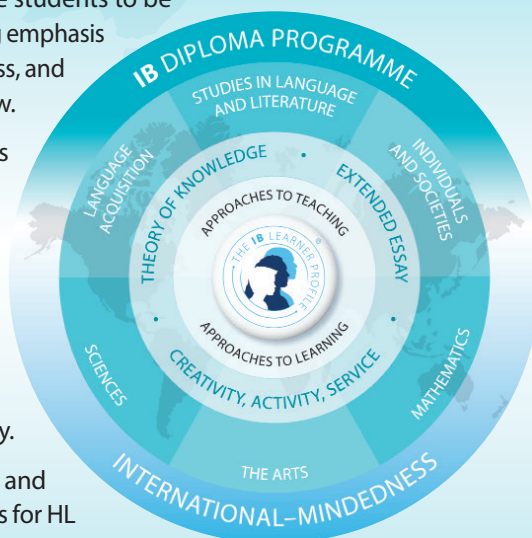 e students to be
g emphasis
ss, and
w.
s
y.
and
s for HL
IB DIPLOMA PROGRAMME
STUDIES IN LANGUAGE
AND LITERATURE
LANGUAGE
ACQUISITION
INDIVIDUALS
AND SOCIETIES
THEORY OF KNOWLEDGE • EXTENDED ESSAY •
APPROACHES TO TEACHING
THE IB LEARNER PROFILE
®
APPROACHES TO LEARNING
• CREATIVITY, ACTIVITY, SERVICE
SCIENCES
MATHEMATICS
THE ARTS
INTERNATIONAL–MINDEDNESS